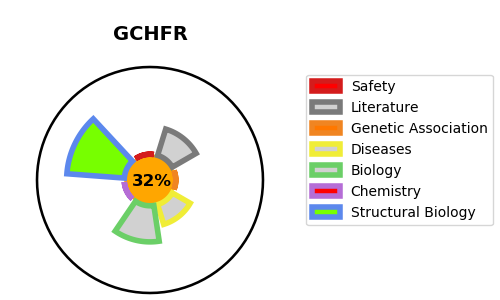 GCHFR
32%
Safety
Literature
Genetic Association
Diseases
Biology
Chemistry
Structural Biology